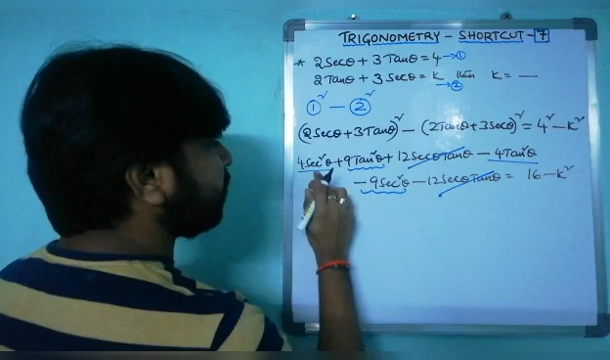 TRIGONOMETRY - SHORTCUT - 7
* 2Secθ + 3Tanθ = 4 → ①
2Tanθ + 3Secθ = K then K = —
→ ②
①² - ②²
(2Secθ + 3Tanθ)² - (2Tanθ + 3Secθ)² = 4² - K²
4Sec²θ + 9Tan²θ + 12SecθTanθ - 4Tan²θ
- 9Sec²θ - 12SecθTanθ = 16 - K²